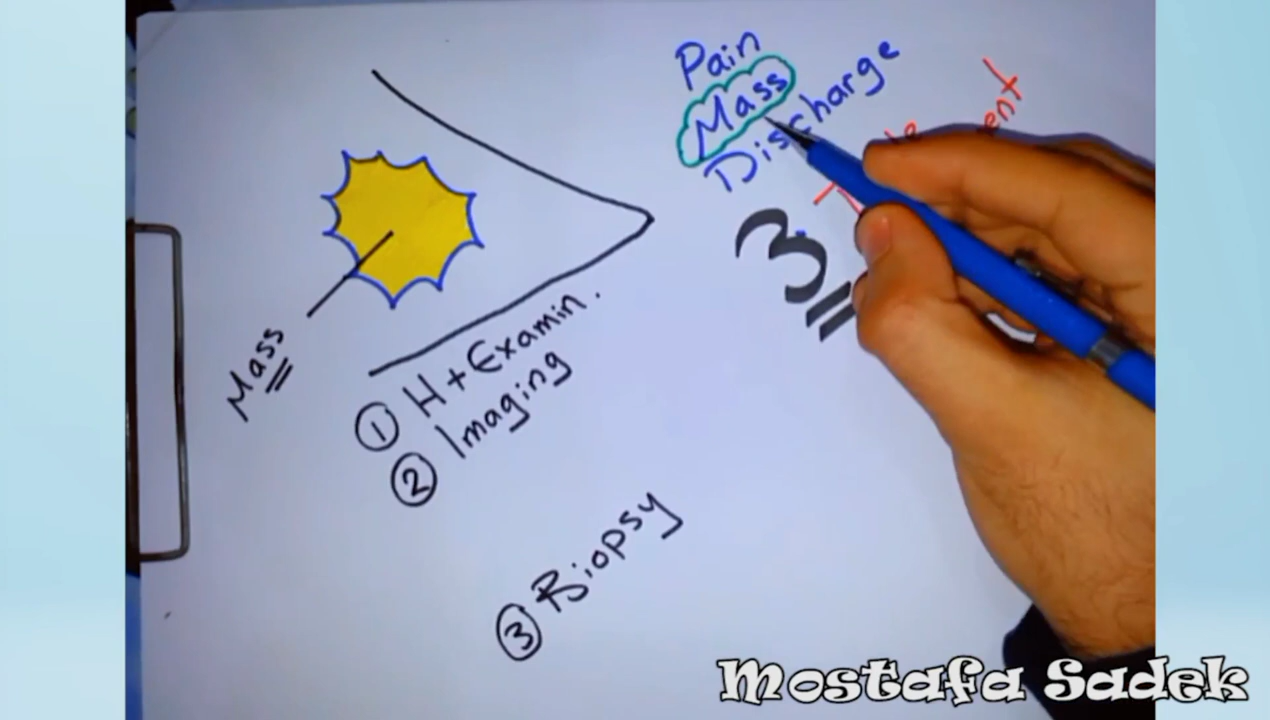 Pain
Mass
Discharge
3
Mass
① H + Examin.
② Imaging
③ Biopsy
Mostafa Sadek